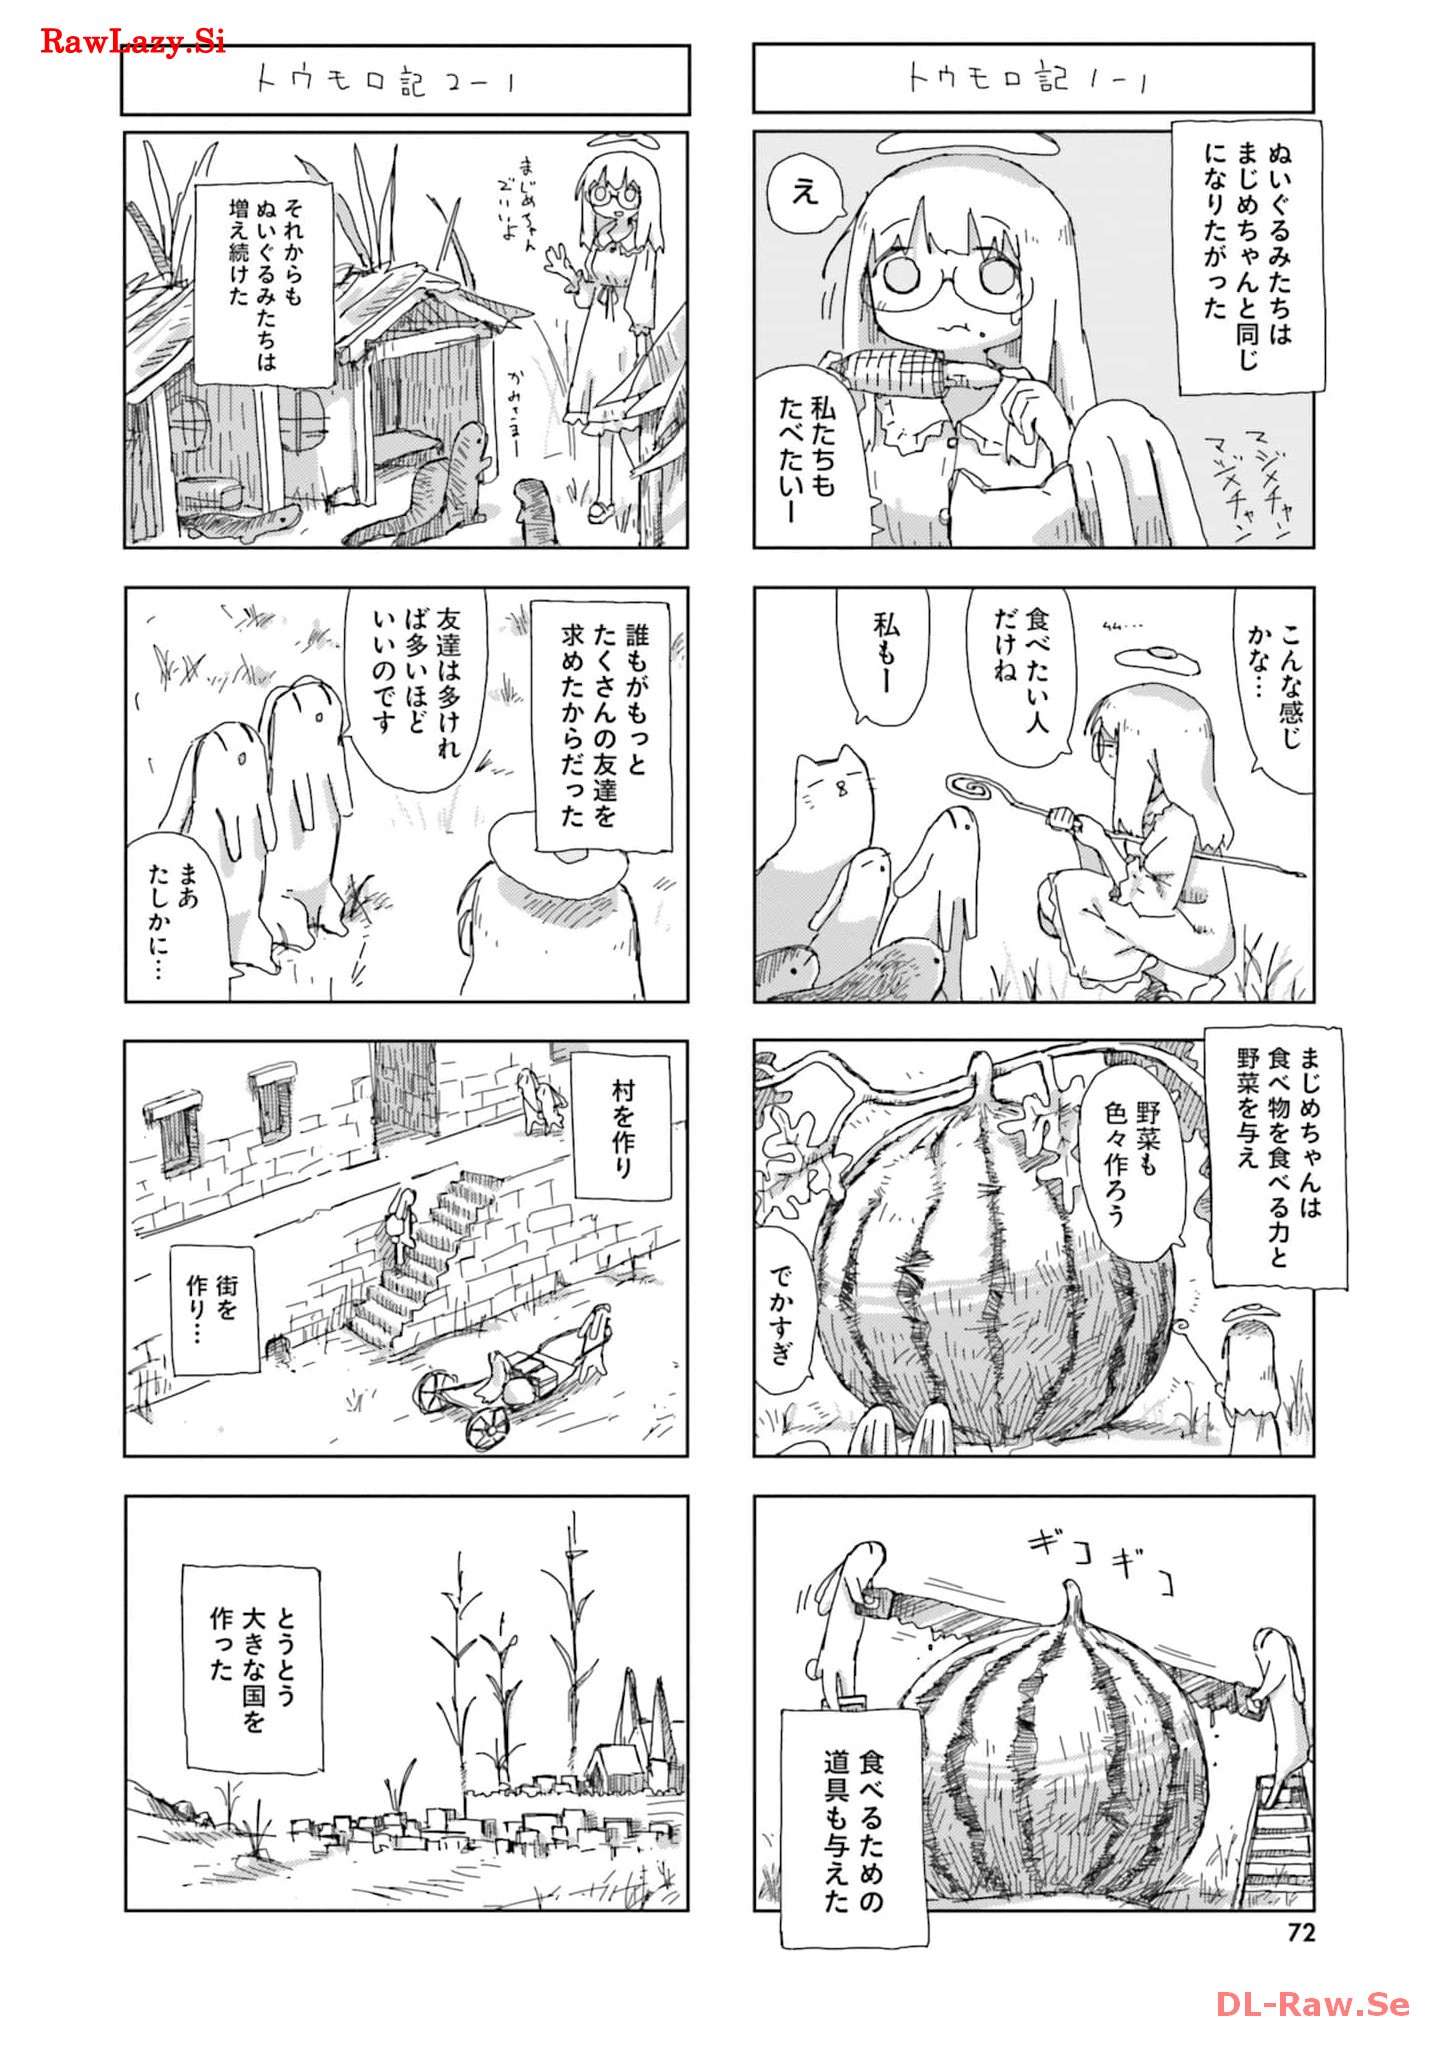 RawLazy.Si
トウモロ記1-1
ぬいぐるみたちは
まじめちゃんと同じ
になりたがった
え
私たちも
たべたいー
マジメチャン
マジメチャン
こんな感じ
かな…
食べたい人
だけね
私もー
まじめちゃんは
食べ物を食べる力と
野菜を与え
野菜も
色々作ろう
でかすぎ
ギコギコ
食べるための
道具も与えた
トウモロ記2-1
まじめちゃん
でいいよ
かみさまー
それからも
ぬいぐるみたちは
増え続けた
誰もがもっと
たくさんの友達を
求めたからだった
友達は多けれ
ば多いほど
いいのです
まあ
たしかに…
村を作り
街を
作り…
とうとう
大きな国を
作った
72
DL-Raw.Se